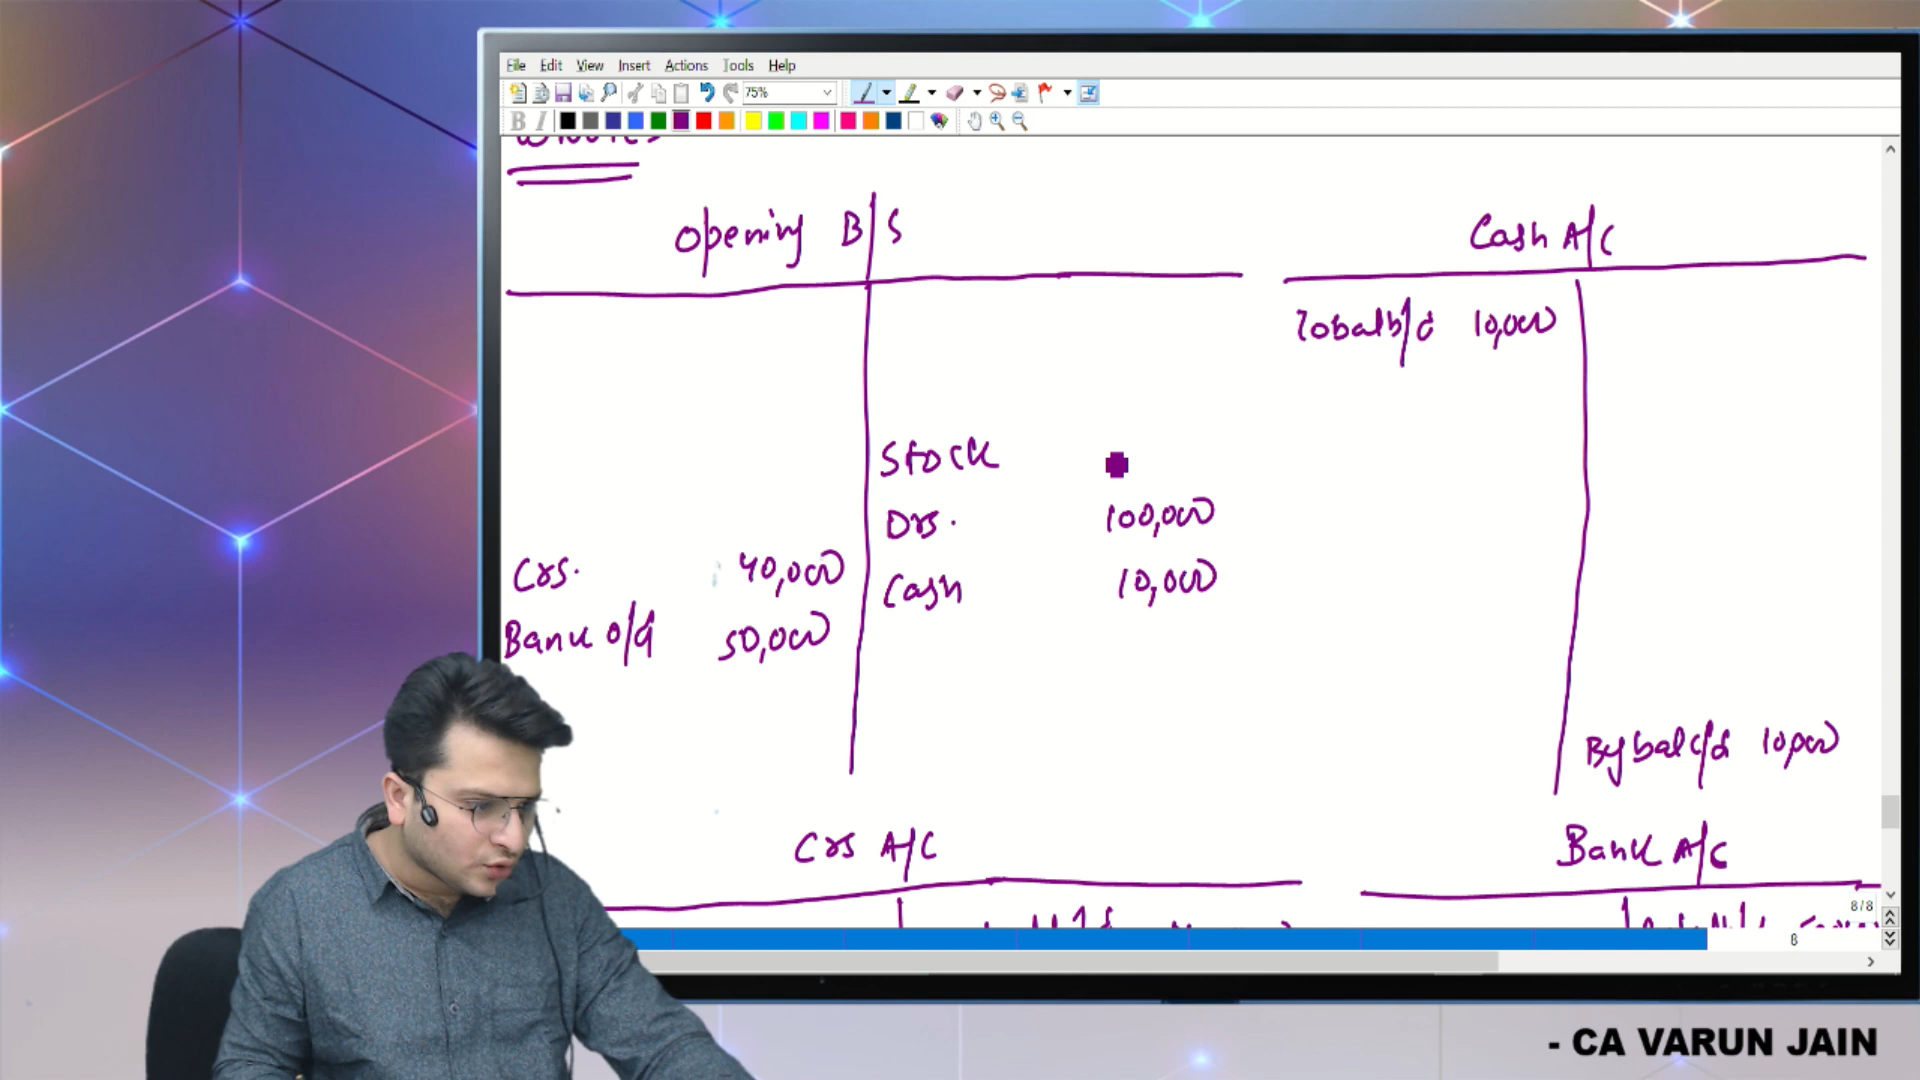 File Edit View Insert Actions Tools Help
75%
B I
Opening B/S
Cash A/C
To bal b/d 10,000
Stock
Drs. 100,000
Crs. 40,000
Cash 10,000
Bank o/d 50,000
By bal c/d 10,000
Crs A/C
Bank A/C
8/8
8
- CA VARUN JAIN